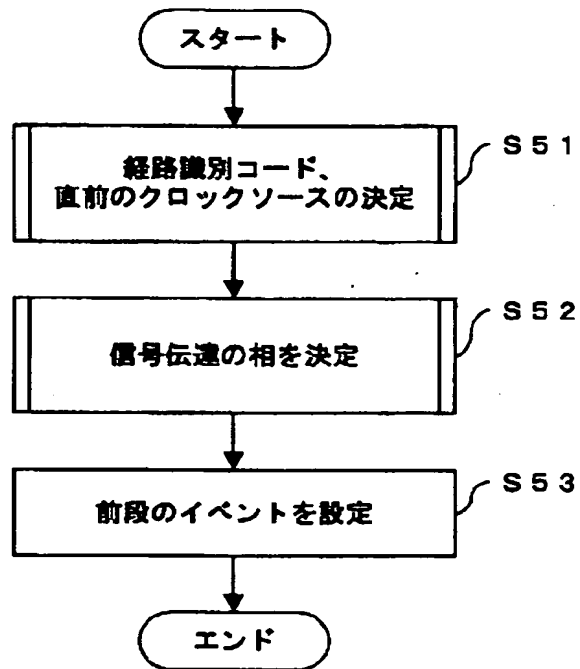 スタート
経路識別コード、
直前のクロックソースの決定
S51
信号伝達の相を決定
S52
前段のイベントを設定
S53
エンド